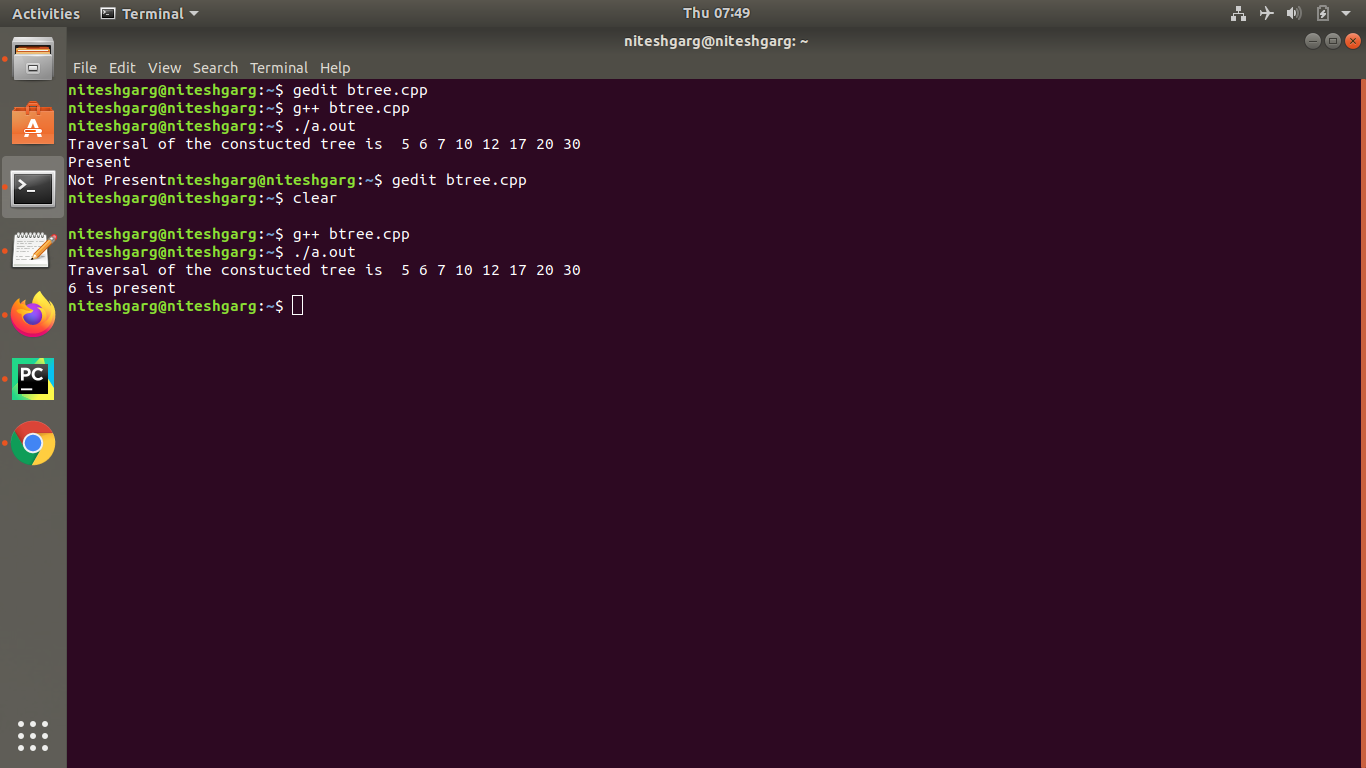 Activities Terminal Thu 07:49
niteshgarg@niteshgarg: ~
File Edit View Search Terminal Help
niteshgarg@niteshgarg:~$ gedit btree.cpp
niteshgarg@niteshgarg:~$ g++ btree.cpp
niteshgarg@niteshgarg:~$ ./a.out
Traversal of the constucted tree is  5 6 7 10 12 17 20 30
Present
Not Presentniteshgarg@niteshgarg:~$ gedit btree.cpp
niteshgarg@niteshgarg:~$ clear
niteshgarg@niteshgarg:~$ g++ btree.cpp
niteshgarg@niteshgarg:~$ ./a.out
Traversal of the constucted tree is  5 6 7 10 12 17 20 30
6 is present
niteshgarg@niteshgarg:~$
A
>_
PC